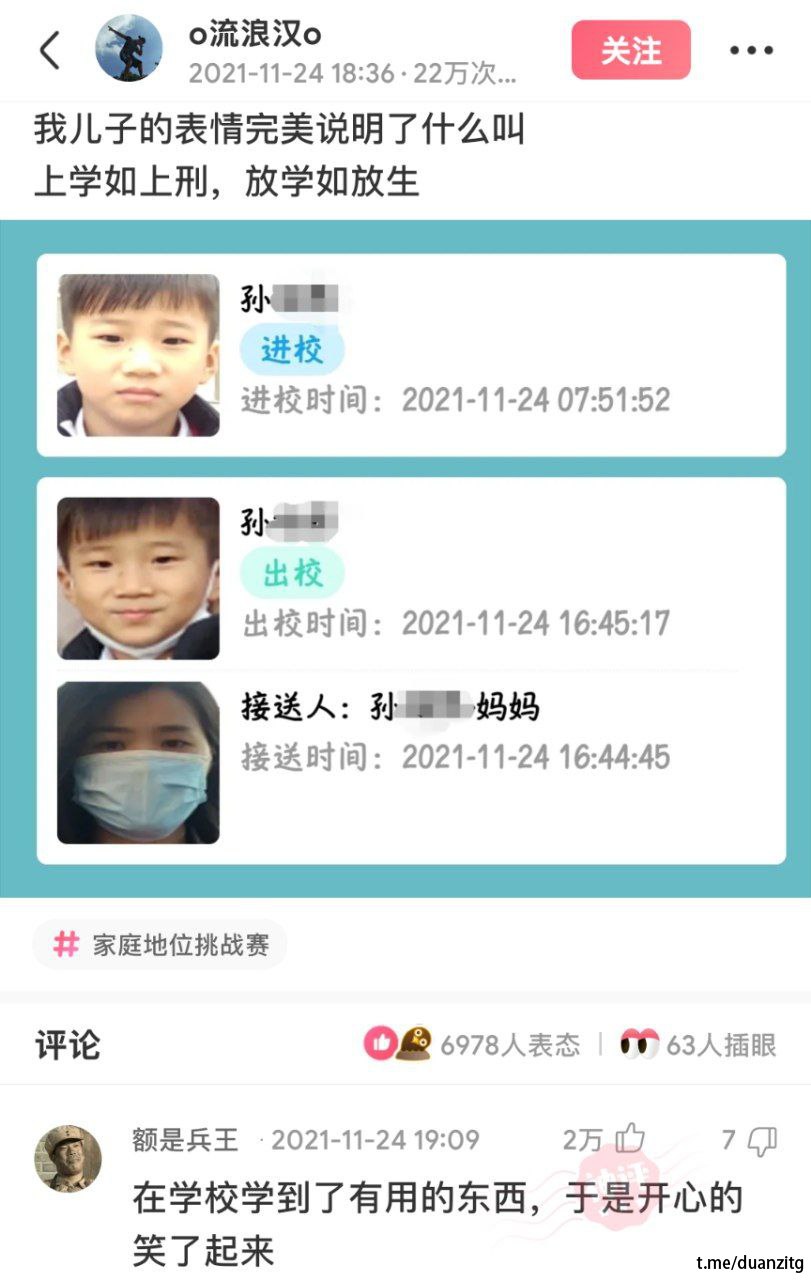 o流浪汉o
关注
2021-11-24 18:36·22万次...
我儿子的表情完美说明了什么叫
上学如上刑，放学如放生
孙
进校
进校时间：2021-11-24 07:51:52
孙
出校
出校时间：2021-11-24 16:45:17
接送人：孙 妈妈
接送时间：2021-11-24 16:44:45
# 家庭地位挑战赛
评论
6978人表态 | 63人插眼
额是兵王 ·2021-11-24 19:09 2万 7
神评
在学校学到了有用的东西，于是开心的
笑了起来
t.me/duanzitg